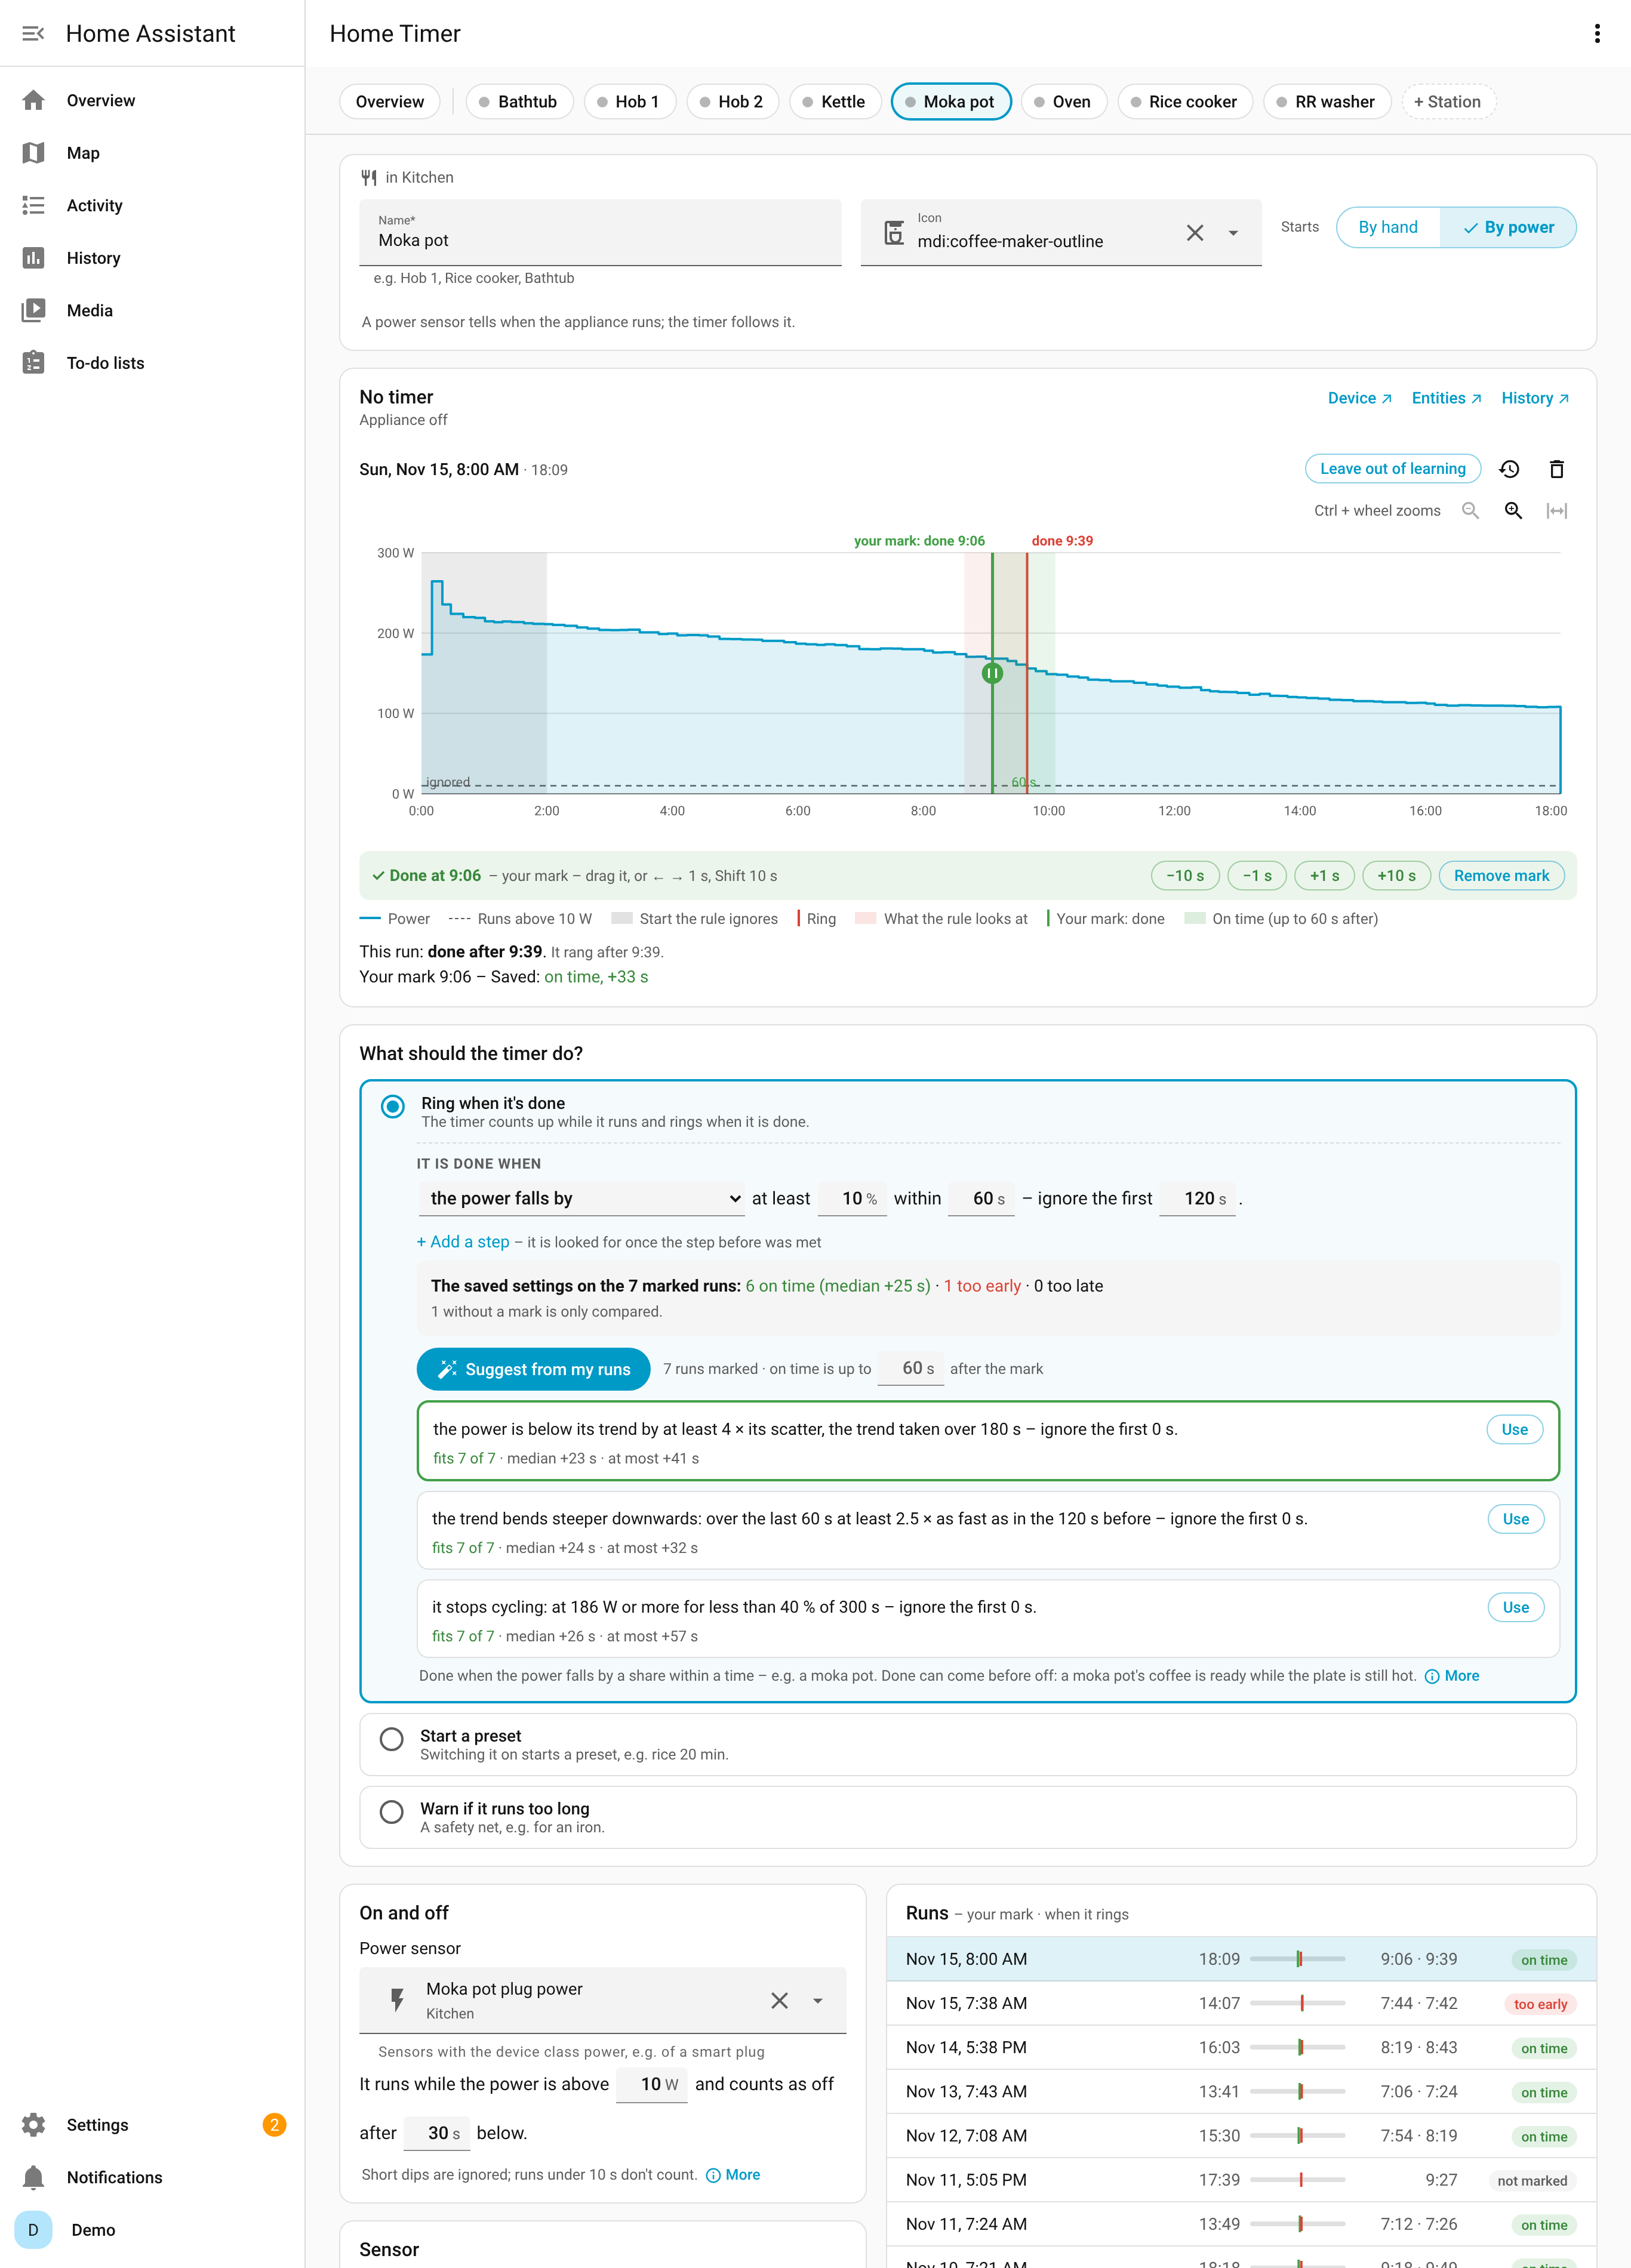 Home Assistant
Home Timer
Overview
Map
Activity
History
Media
To-do lists
Settings
2
Notifications
D
Demo
Overview
Bathtub
Hob 1
Hob 2
Kettle
Moka pot
Oven
Rice cooker
RR washer
+ Station
in Kitchen
Name*
Moka pot
e.g. Hob 1, Rice cooker, Bathtub
Icon
mdi:coffee-maker-outline
Starts
By hand
By power
A power sensor tells when the appliance runs; the timer follows it.
No timer
Appliance off
Device
Entities
History
Sun, Nov 15, 8:00 AM · 18:09
Leave out of learning
Ctrl + wheel zooms
your mark: done 9:06
done 9:39
300 W
200 W
100 W
0 W
ignored
60 s
0:00
2:00
4:00
6:00
8:00
10:00
12:00
14:00
16:00
18:00
Done at 9:06 – your mark – drag it, or ← → 1 s, Shift 10 s
−10 s
−1 s
+1 s
+10 s
Remove mark
Power
Runs above 10 W
Start the rule ignores
Ring
What the rule looks at
Your mark: done
On time (up to 60 s after)
This run: done after 9:39. It rang after 9:39.
Your mark 9:06 – Saved: on time, +33 s
What should the timer do?
Ring when it's done
The timer counts up while it runs and rings when it is done.
IT IS DONE WHEN
the power falls by at least 10 % within 60 s – ignore the first 120 s .
+ Add a step – it is looked for once the step before was met
The saved settings on the 7 marked runs: 6 on time (median +25 s) · 1 too early · 0 too late
1 without a mark is only compared.
Suggest from my runs
7 runs marked · on time is up to 60 s after the mark
the power is below its trend by at least 4 × its scatter, the trend taken over 180 s – ignore the first 0 s.
fits 7 of 7 · median +23 s · at most +41 s
Use
the trend bends steeper downwards: over the last 60 s at least 2.5 × as fast as in the 120 s before – ignore the first 0 s.
fits 7 of 7 · median +24 s · at most +32 s
Use
it stops cycling: at 186 W or more for less than 40 % of 300 s – ignore the first 0 s.
fits 7 of 7 · median +26 s · at most +57 s
Use
Done when the power falls by a share within a time – e.g. a moka pot. Done can come before off: a moka pot's coffee is ready while the plate is still hot. More
Start a preset
Switching it on starts a preset, e.g. rice 20 min.
Warn if it runs too long
A safety net, e.g. for an iron.
On and off
Power sensor
Moka pot plug power
Kitchen
Sensors with the device class power, e.g. of a smart plug
It runs while the power is above 10 W and counts as off
after 30 s below.
Short dips are ignored; runs under 10 s don't count. More
Sensor
Runs – your mark · when it rings
Nov 15, 8:00 AM 18:09 9:06 · 9:39 on time
Nov 15, 7:38 AM 14:07 7:44 · 7:42 too early
Nov 14, 5:38 PM 16:03 8:19 · 8:43 on time
Nov 13, 7:43 AM 13:41 7:06 · 7:24 on time
Nov 12, 7:08 AM 15:30 7:54 · 8:19 on time
Nov 11, 5:05 PM 17:39 9:27 not marked
Nov 11, 7:24 AM 13:49 7:12 · 7:26 on time
Nov 10, 7:21 AM 18:18 9:18 · 9:49 on time